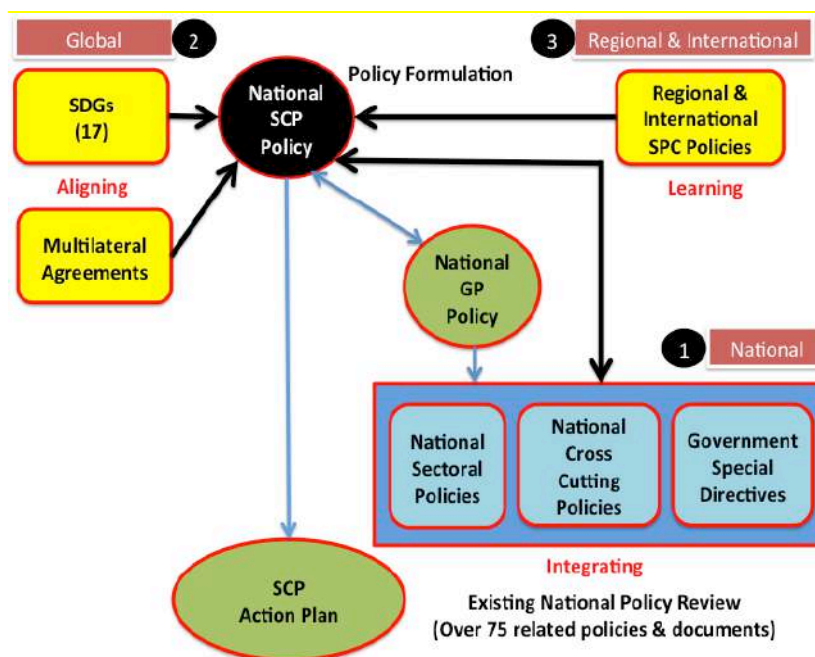 Global
2
3
Regional & International
SDGs
(17)
National
SCP
Policy
Policy Formulation
Regional &
International
SPC Policies
Aligning
Learning
Multilateral
Agreements
National
GP
Policy
1
National
National
Sectoral
Policies
National
Cross
Cutting
Policies
Government
Special
Directives
Integrating
SCP
Action Plan
Existing National Policy Review
(Over 75 related policies & documents)